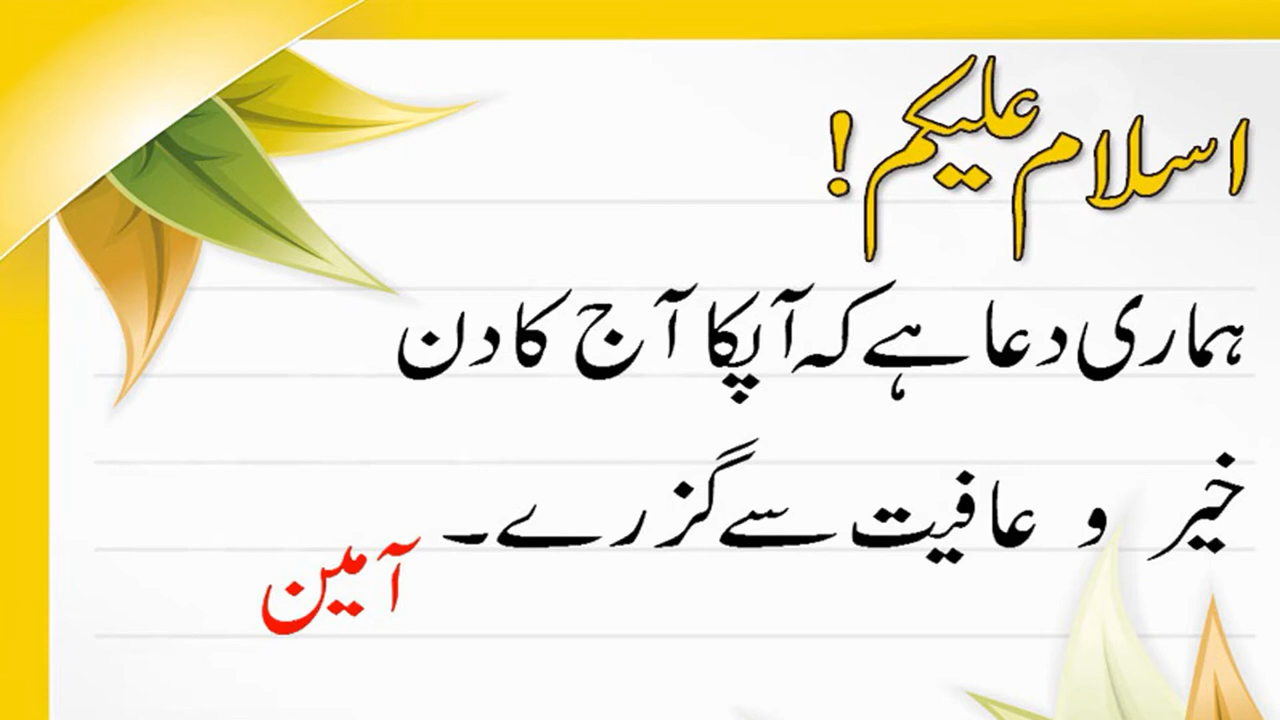 اسلام علیکم!
ہماری دعا ہے کہ آپکا آج کا دن
خیر و عافیت سے گزرے۔
آمین